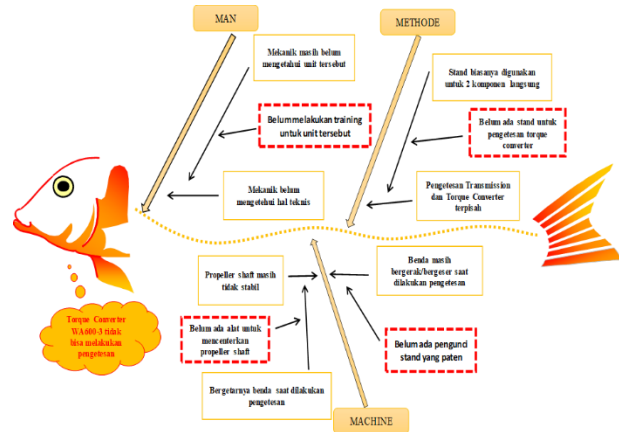 MAN
METHODE
Mekanik masih belum
mengetahui unit tersebut
Stand biasanya digunakan
untuk 2 komponen langsung
Belum melakukan training
untuk unit tersebut
Belum ada stand untuk
pengetesan torque
converter
Mekanik belum
mengetehui hal teknis
Pengetesan Transmission
dan Torque Converter
terpisah
Propeller shaft masih
tidak stabil
Benda masih
bergerak/bergeser saat
dilakukan pengetesan
Torque Converter
WA600-3 tidak
bisa melakukan
pengetesan
Belum ada alat untuk
mencenterkan
propeller shaft
Belum ada pengunci
stand yang paten
Bergetarnya benda saat dilakukan
pengetesan
MACHINE